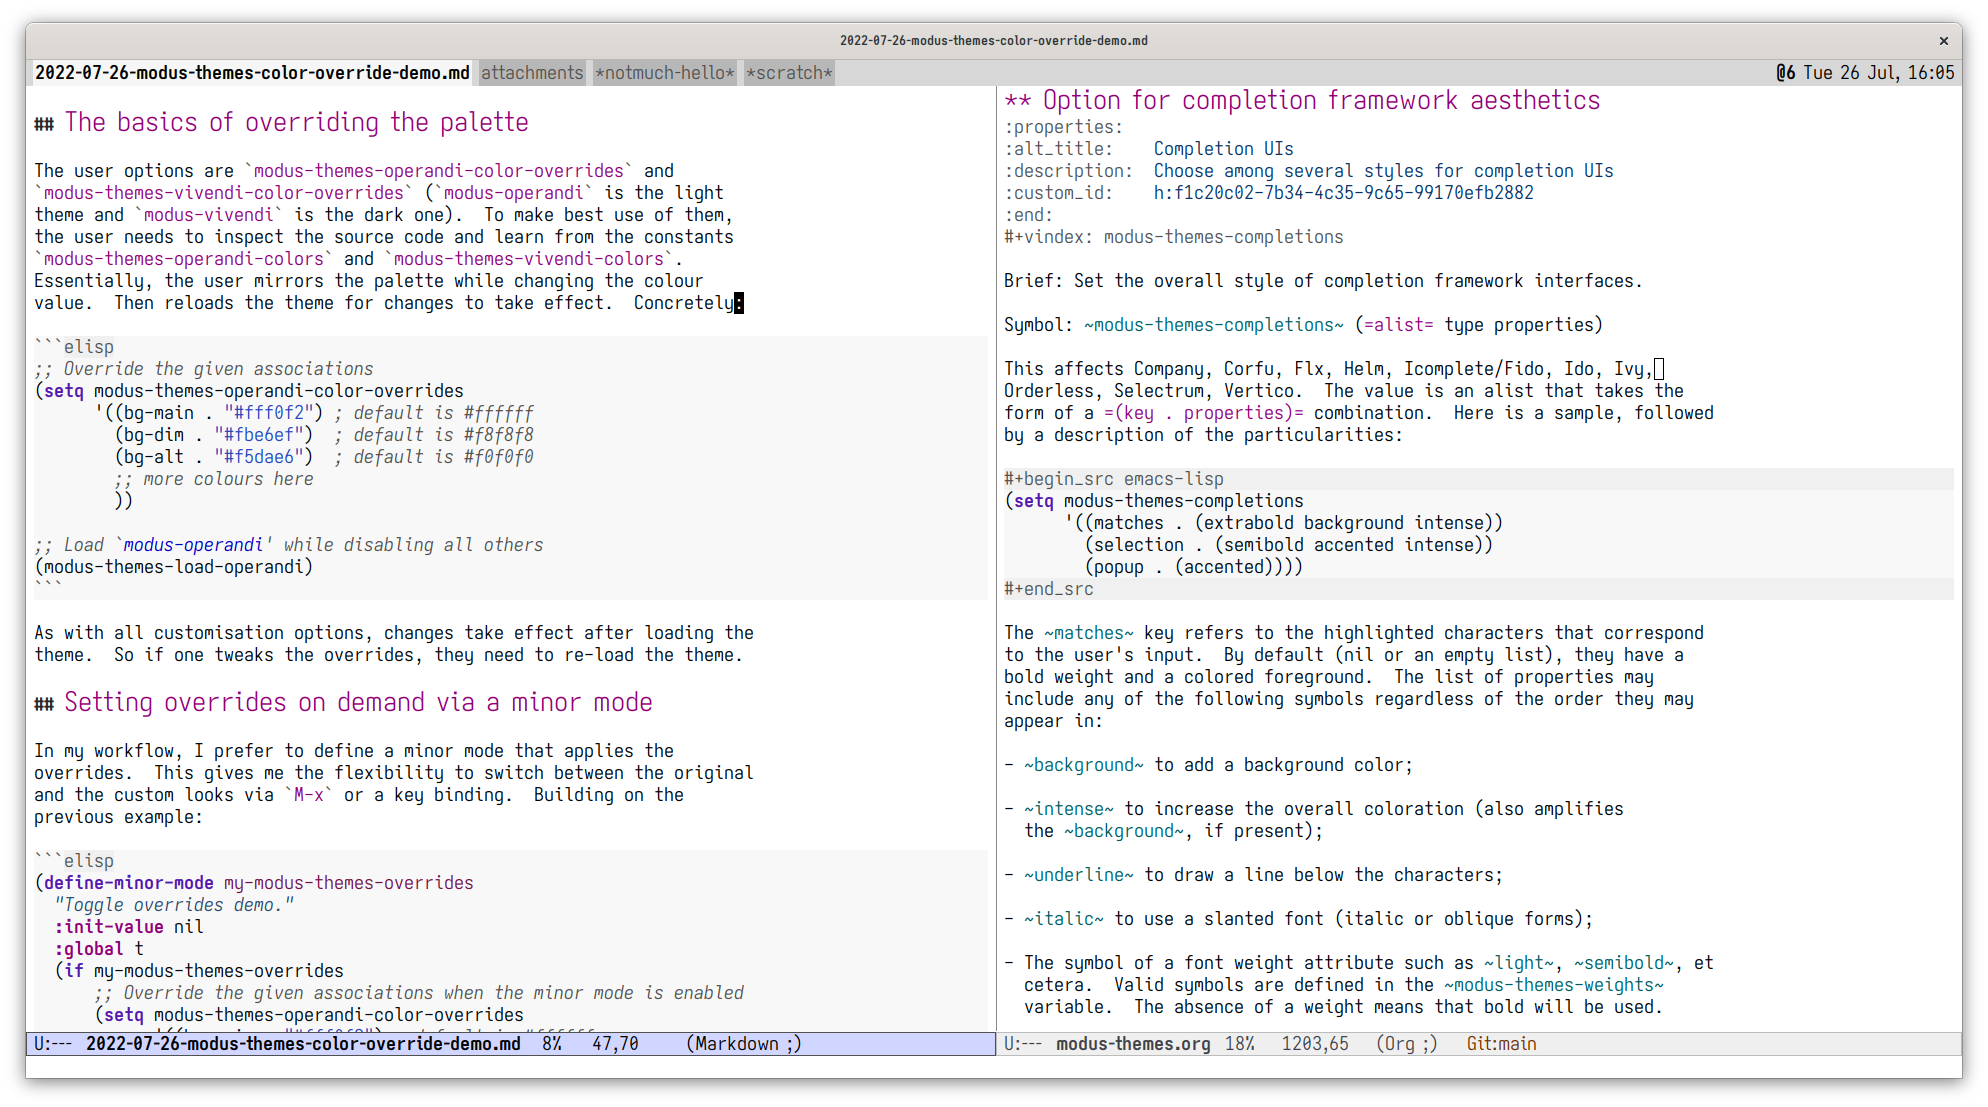 2022-07-26-modus-themes-color-override-demo.md ×
2022-07-26-modus-themes-color-override-demo.md attachments *notmuch-hello* *scratch* @6 Tue 26 Jul, 16:05
## The basics of overriding the palette
The user options are `modus-themes-operandi-color-overrides` and
`modus-themes-vivendi-color-overrides` (`modus-operandi` is the light
theme and `modus-vivendi` is the dark one).  To make best use of them,
the user needs to inspect the source code and learn from the constants
`modus-themes-operandi-colors` and `modus-themes-vivendi-colors`.
Essentially, the user mirrors the palette while changing the colour
value.  Then reloads the theme for changes to take effect.  Concretely:
```elisp
;; Override the given associations
(setq modus-themes-operandi-color-overrides
      '((bg-main . "#fff0f2") ; default is #ffffff
        (bg-dim . "#fbe6ef")  ; default is #f8f8f8
        (bg-alt . "#f5dae6")  ; default is #f0f0f0
        ;; more colours here
        ))
;; Load `modus-operandi' while disabling all others
(modus-themes-load-operandi)
```
As with all customisation options, changes take effect after loading the
theme.  So if one tweaks the overrides, they need to re-load the theme.
## Setting overrides on demand via a minor mode
In my workflow, I prefer to define a minor mode that applies the
overrides.  This gives me the flexibility to switch between the original
and the custom looks via `M-x` or a key binding.  Building on the
previous example:
```elisp
(define-minor-mode my-modus-themes-overrides
  "Toggle overrides demo."
  :init-value nil
  :global t
  (if my-modus-themes-overrides
      ;; Override the given associations when the minor mode is enabled
      (setq modus-themes-operandi-color-overrides
U:---  2022-07-26-modus-themes-color-override-demo.md  8%  47,70  (Markdown ;)
** Option for completion framework aesthetics
:properties:
:alt_title:    Completion UIs
:description:  Choose among several styles for completion UIs
:custom_id:    h:f1c20c02-7b34-4c35-9c65-99170efb2882
:end:
#+vindex: modus-themes-completions
Brief: Set the overall style of completion framework interfaces.
Symbol: ~modus-themes-completions~ (=alist= type properties)
This affects Company, Corfu, Flx, Helm, Icomplete/Fido, Ido, Ivy,
Orderless, Selectrum, Vertico.  The value is an alist that takes the
form of a =(key . properties)= combination.  Here is a sample, followed
by a description of the particularities:
#+begin_src emacs-lisp
(setq modus-themes-completions
      '((matches . (extrabold background intense))
        (selection . (semibold accented intense))
        (popup . (accented))))
#+end_src
The ~matches~ key refers to the highlighted characters that correspond
to the user's input.  By default (nil or an empty list), they have a
bold weight and a colored foreground.  The list of properties may
include any of the following symbols regardless of the order they may
appear in:
- ~background~ to add a background color;
- ~intense~ to increase the overall coloration (also amplifies
  the ~background~, if present);
- ~underline~ to draw a line below the characters;
- ~italic~ to use a slanted font (italic or oblique forms);
- The symbol of a font weight attribute such as ~light~, ~semibold~, et
  cetera.  Valid symbols are defined in the ~modus-themes-weights~
  variable.  The absence of a weight means that bold will be used.
U:---  modus-themes.org  18%  1203,65  (Org ;)  Git:main